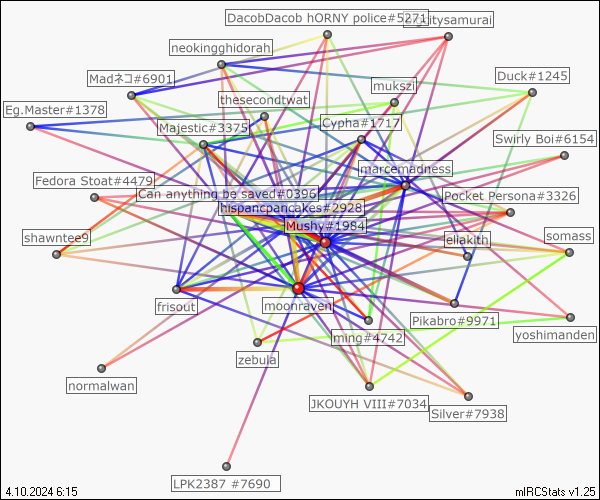 DacobDacob hORNY police#5271
neokingghidorah
Madネコ#6901
mukszi
Duck#1245
thesecondtwat
Eg.Master#1378
Majestic#3375
Cypha#1717
Swirly Boi#6154
marcemadness
Fedora Stoat#4479
Can anything be saved#0396
Pocket Persona#3326
hispancpancakes#2928
Mushy#1984
shawntee9
eliakith
somass
frisout
moonraven
Pikabro#9971
yoshimanden
ming#4742
zebula
normalwan
JKOUYH VIII#7034
Silver#7938
LPK2387 #7690
4.10.2024 6:15
mIRCStats v1.25